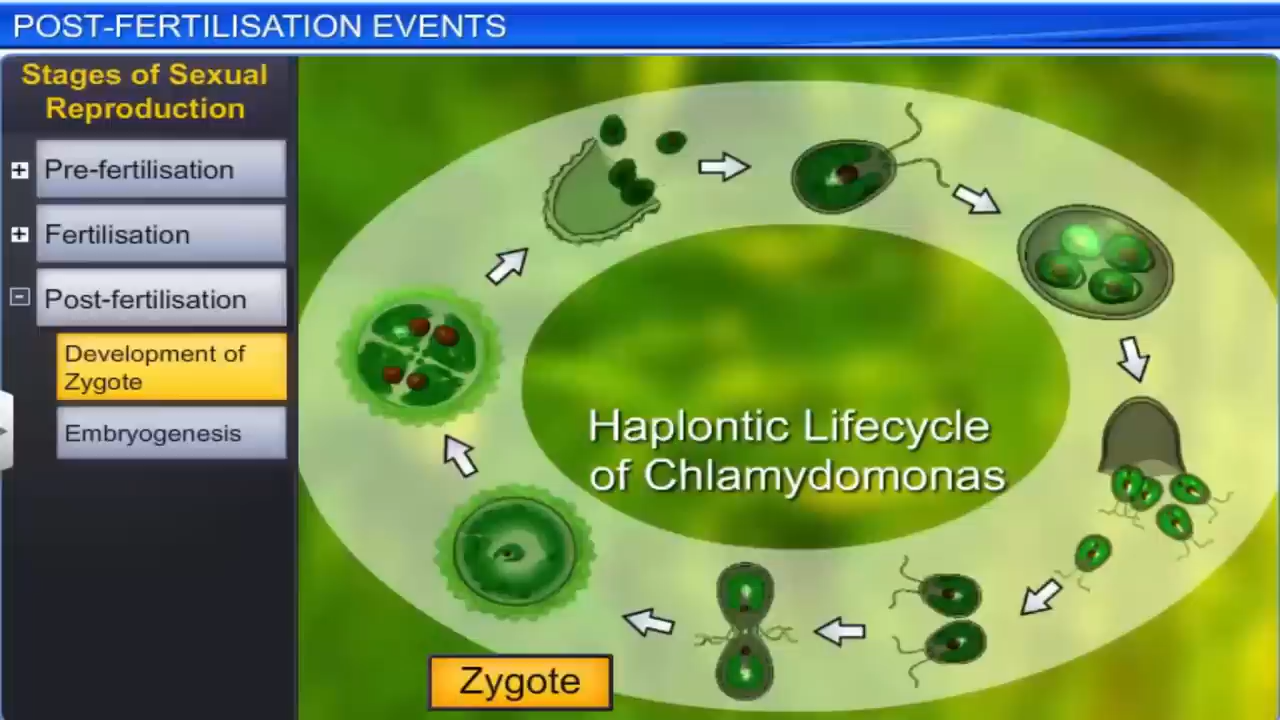 POST-FERTILISATION EVENTS
Stages of Sexual
Reproduction
Pre-fertilisation
Fertilisation
Post-fertilisation
Development of
Zygote
Embryogenesis
Haplontic Lifecycle
of Chlamydomonas
Zygote